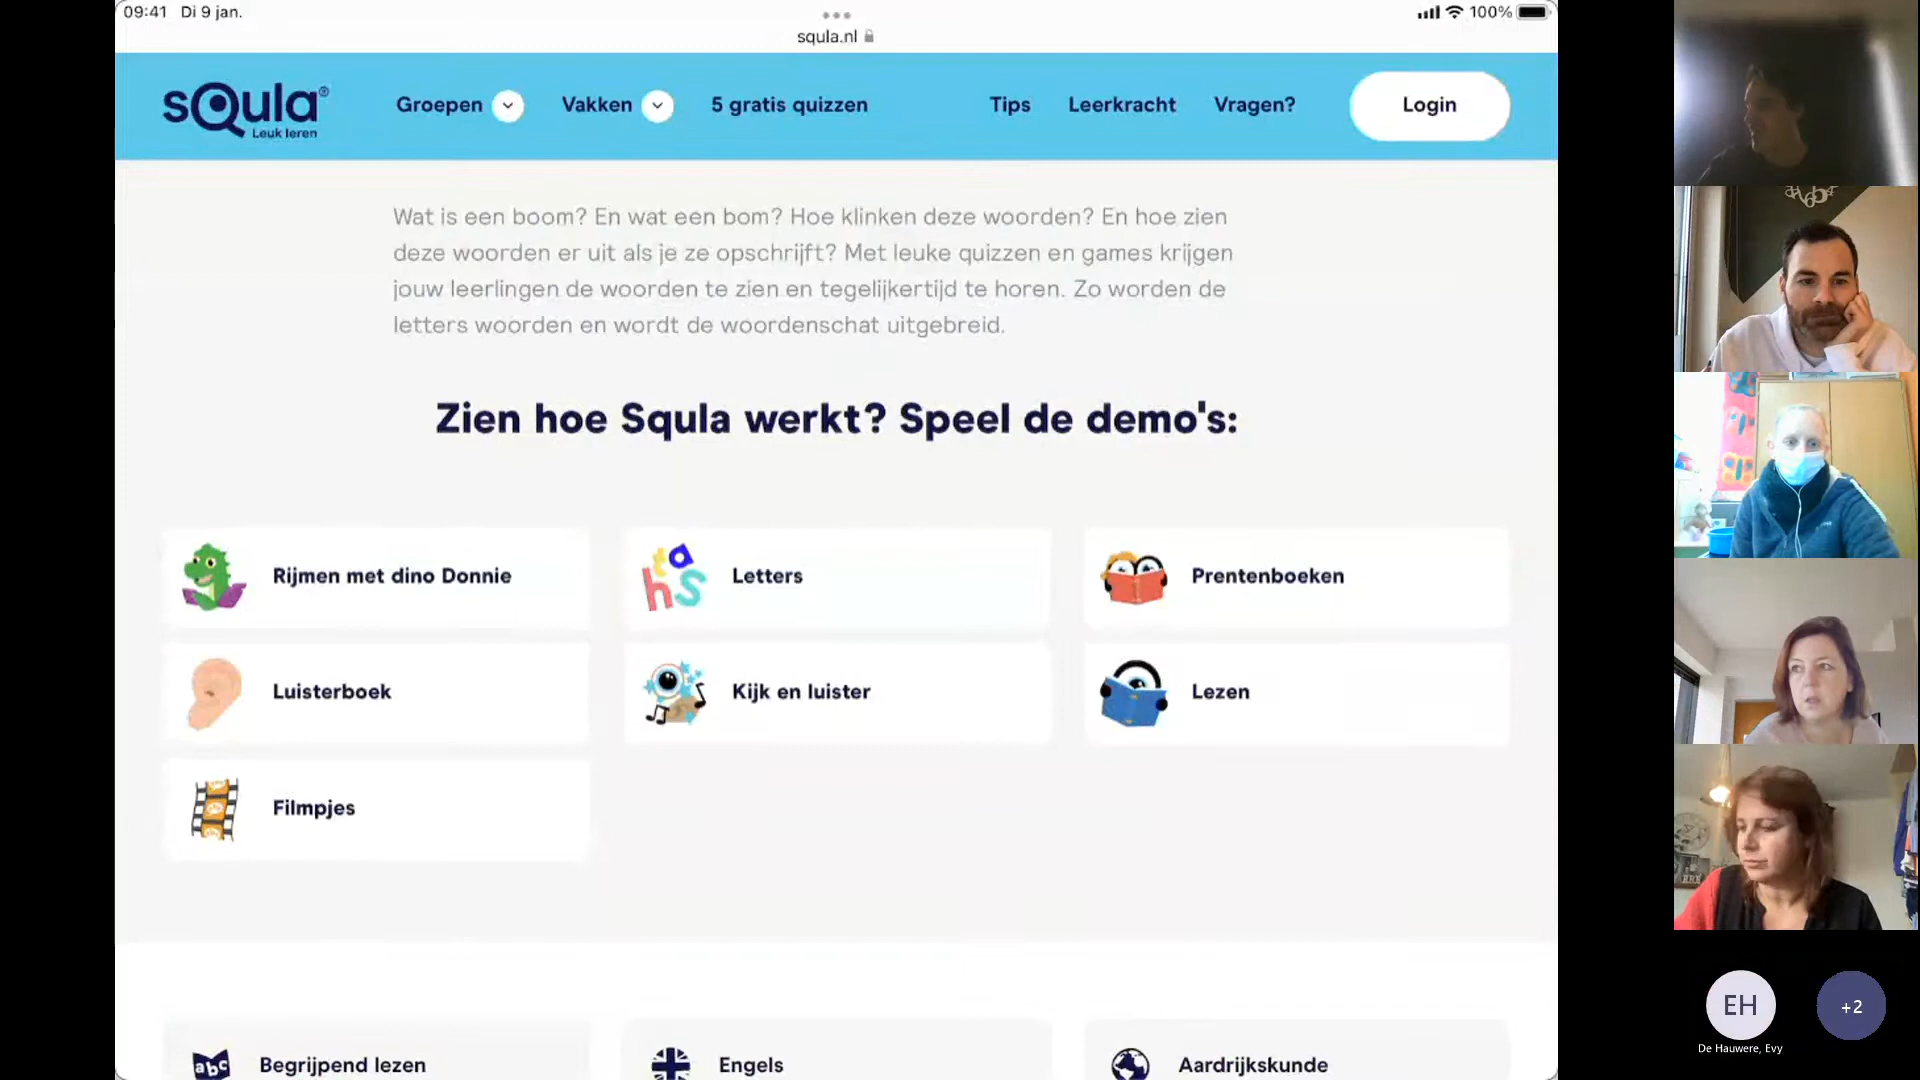 09:41 Di 9 jan.
100%
squla.nl
sQula®
Leuk leren
Groepen
Vakken
5 gratis quizzen
Tips
Leerkracht
Vragen?
Login
Wat is een boom? En wat een bom? Hoe klinken deze woorden? En hoe zien
deze woorden er uit als je ze opschrijft? Met leuke quizzen en games krijgen
jouw leerlingen de woorden te zien en tegelijkertijd te horen. Zo worden de
letters woorden en wordt de woordenschat uitgebreid.
Zien hoe Squla werkt? Speel de demo's:
Rijmen met dino Donnie
Letters
Prentenboeken
Luisterboek
Kijk en luister
Lezen
Filmpjes
abc
Begrijpend lezen
Engels
Aardrijkskunde
EH
+2
De Hauwere, Evy